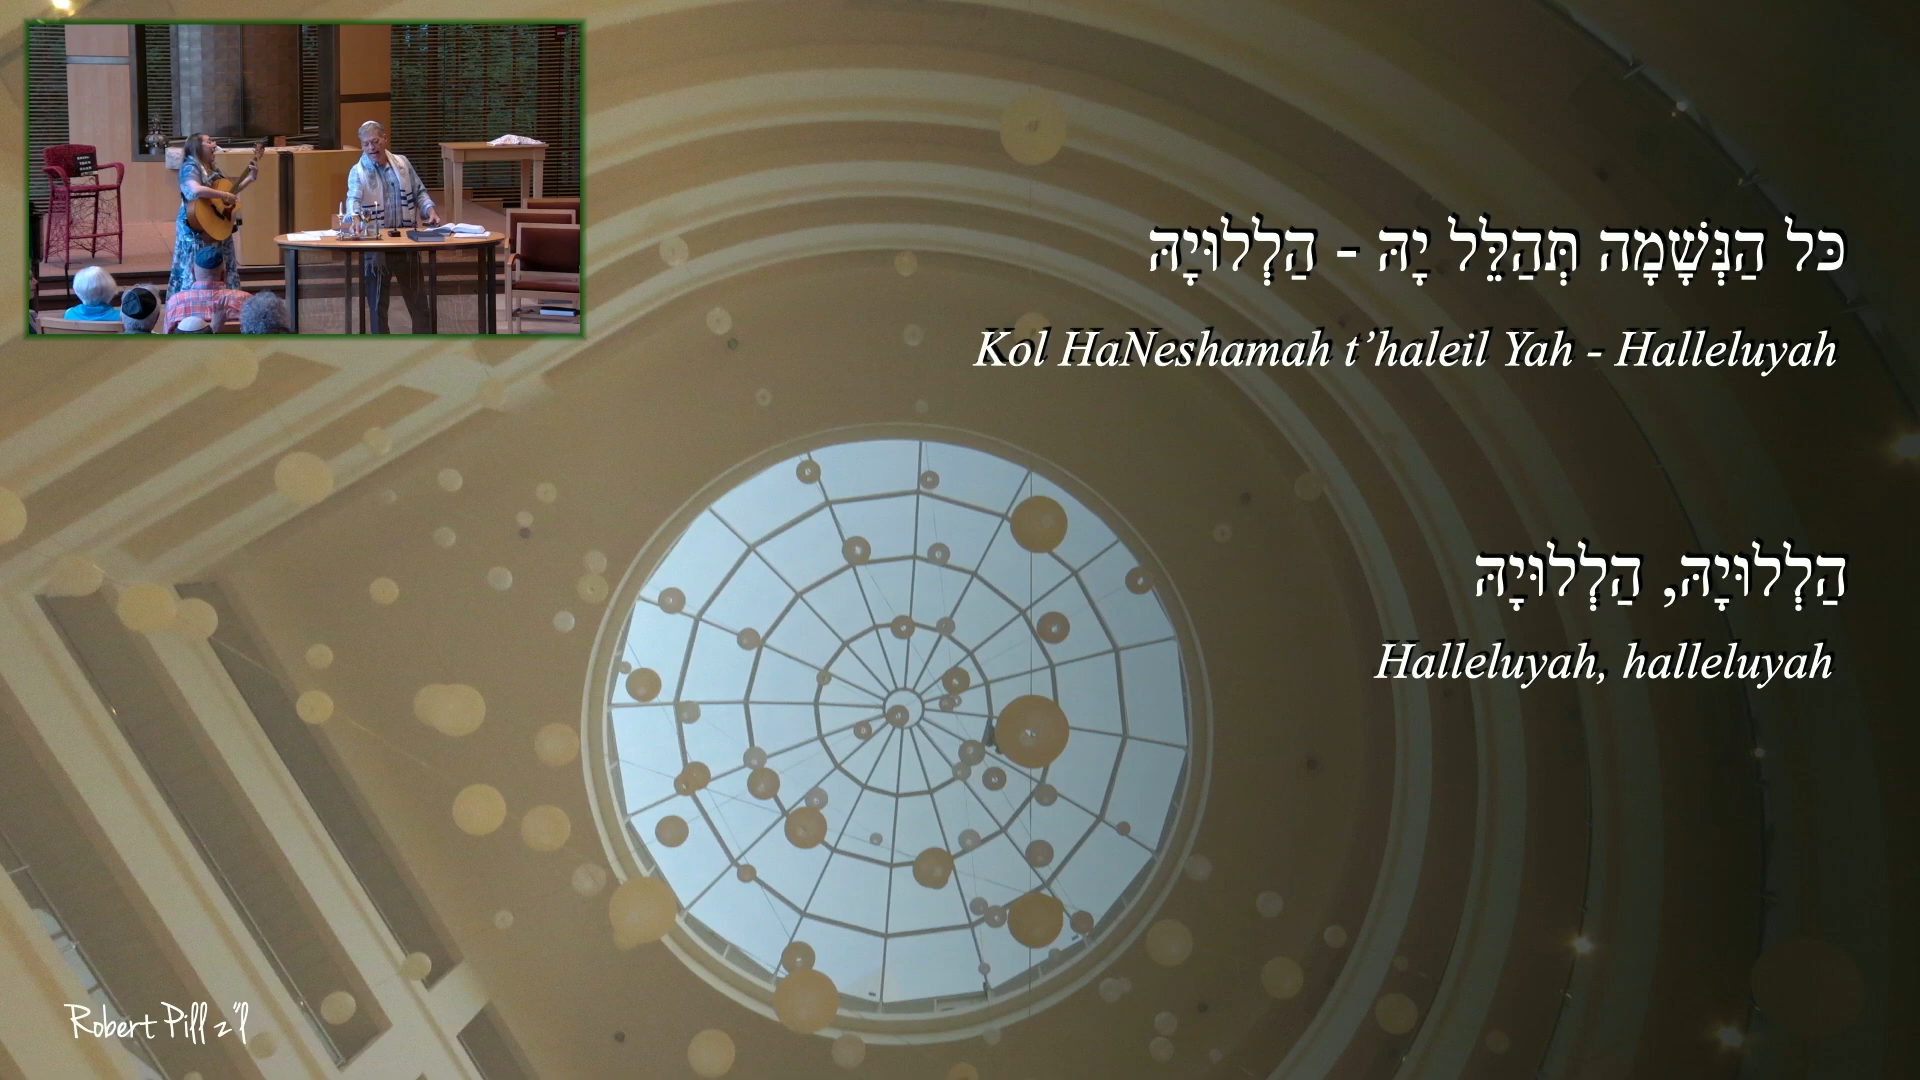 כּל הַנְּשָׁמָה תְּהַלֵּל יָהּ - הַלְלוּיָהּ
Kol HaNeshamah t’haleil Yah - Halleluyah
הַלְלוּיָהּ, הַלְלוּיָהּ
Halleluyah, halleluyah
Robert Pill z"l